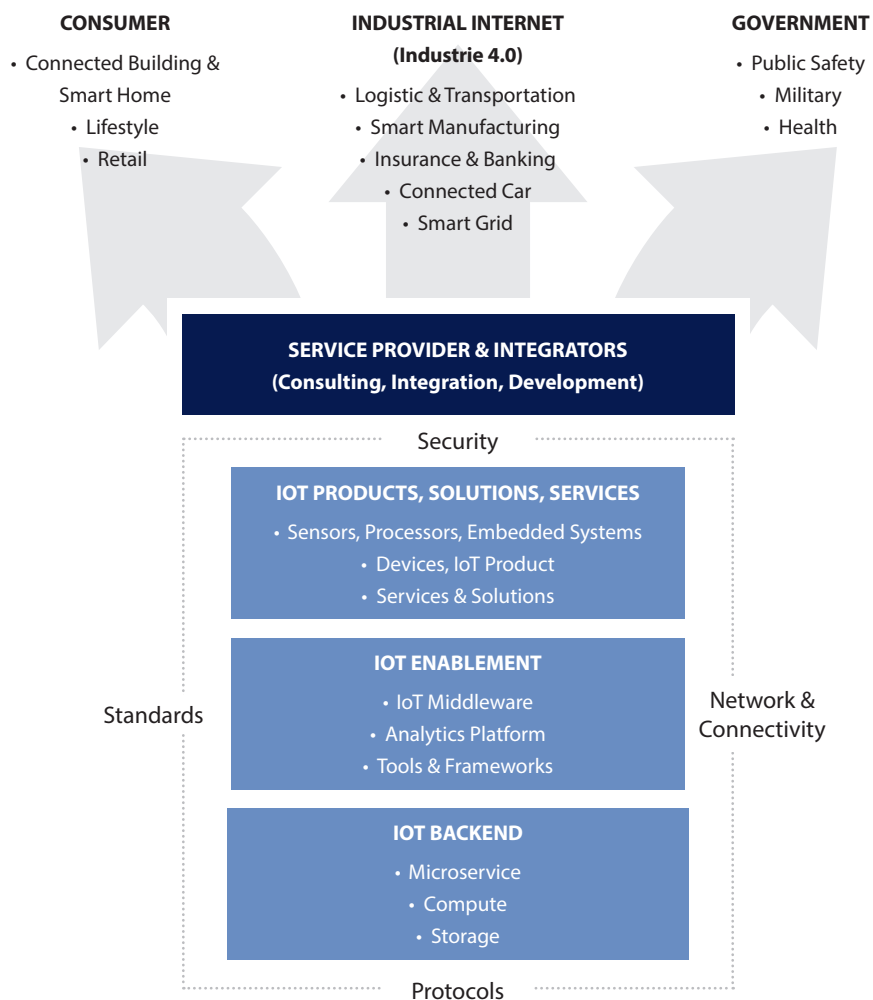 CONSUMER
• Connected Building &
Smart Home
• Lifestyle
• Retail
INDUSTRIAL INTERNET
(Industrie 4.0)
• Logistic & Transportation
• Smart Manufacturing
• Insurance & Banking
• Connected Car
• Smart Grid
GOVERNMENT
• Public Safety
• Military
• Health
SERVICE PROVIDER & INTEGRATORS
(Consulting, Integration, Development)
Security
IOT PRODUCTS, SOLUTIONS, SERVICES
• Sensors, Processors, Embedded Systems
• Devices, IoT Product
• Services & Solutions
IOT ENABLEMENT
• IoT Middleware
• Analytics Platform
• Tools & Frameworks
Standards
Network &
Connectivity
IOT BACKEND
• Microservice
• Compute
• Storage
Protocols